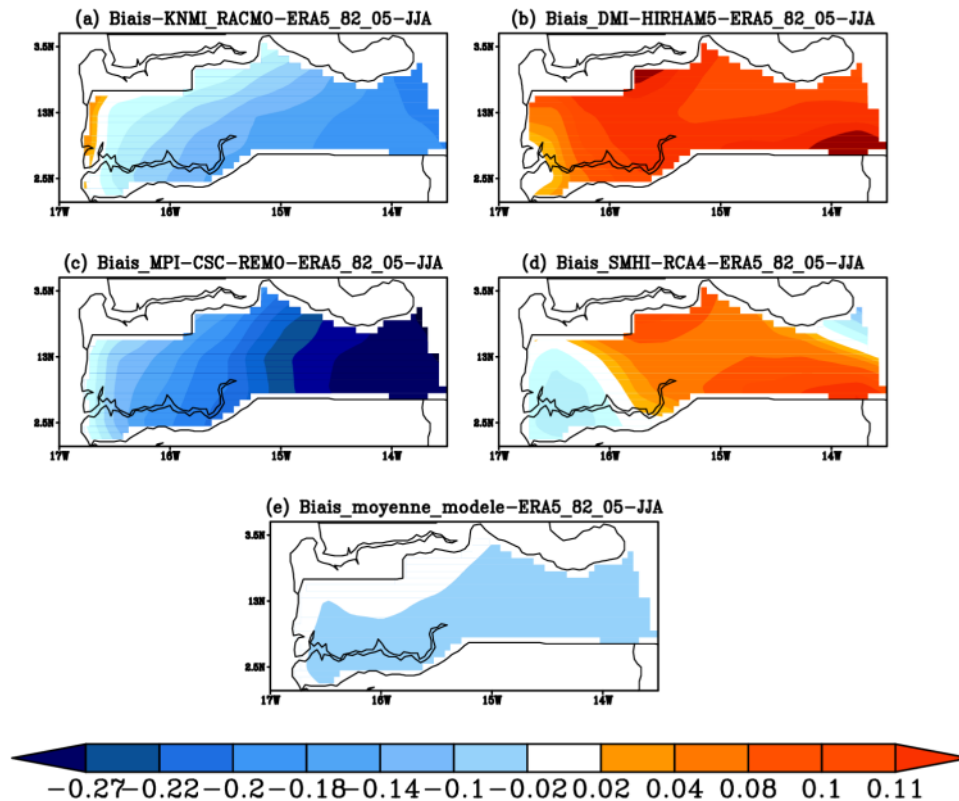 (a) Biais-KNMI_RACMO-ERA5_82_05-JJA
(b) Biais_DMI-HIRHAM5-ERA5_82_05-JJA
3.5N
13N
2.5N
17W 16W 15W 14W
3.5N
13N
2.5N
17W 16W 15W 14W
(c) Biais_MPI-CSC-REMO-ERA5_82_05-JJA
(d) Biais_SMHI-RCA4-ERA5_82_05-JJA
3.5N
13N
2.5N
17W 16W 15W 14W
3.5N
13N
2.5N
17W 16W 15W 14W
(e) Biais_moyenne_modele-ERA5_82_05-JJA
3.5N
13N
2.5N
17W 16W 15W 14W
-0.27 -0.22 -0.2 -0.18 -0.14 -0.1 -0.02 0.02 0.04 0.08 0.1 0.11